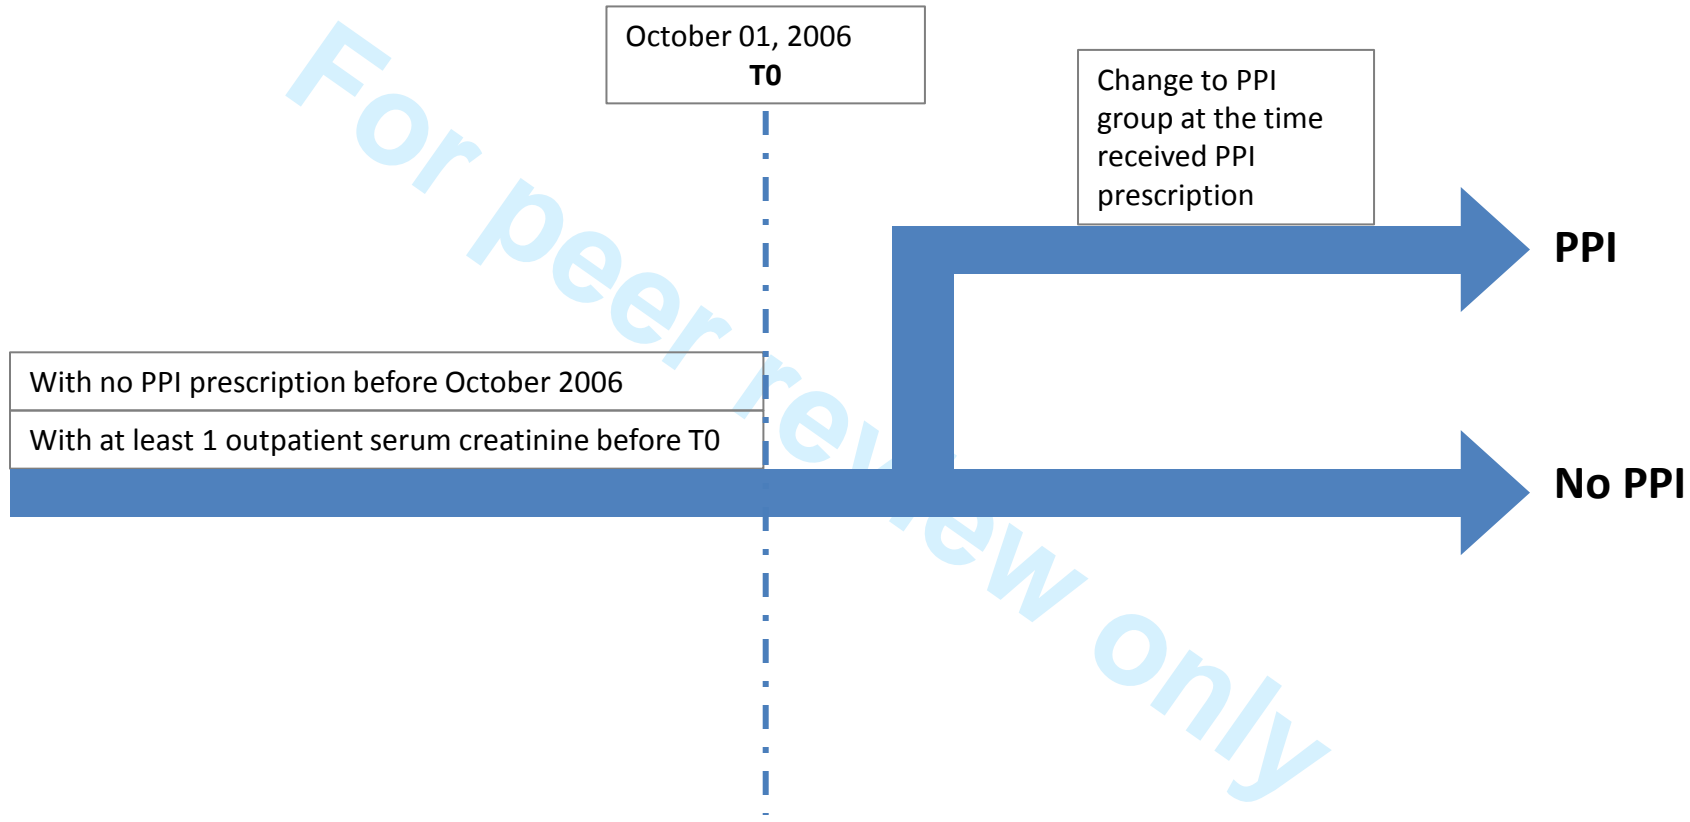 October 01, 2006
T0
Change to PPI
group at the time
received PPI
prescription
PPI
With no PPI prescription before October 2006
With at least 1 outpatient serum creatinine before T0
No PPI
For peer review only